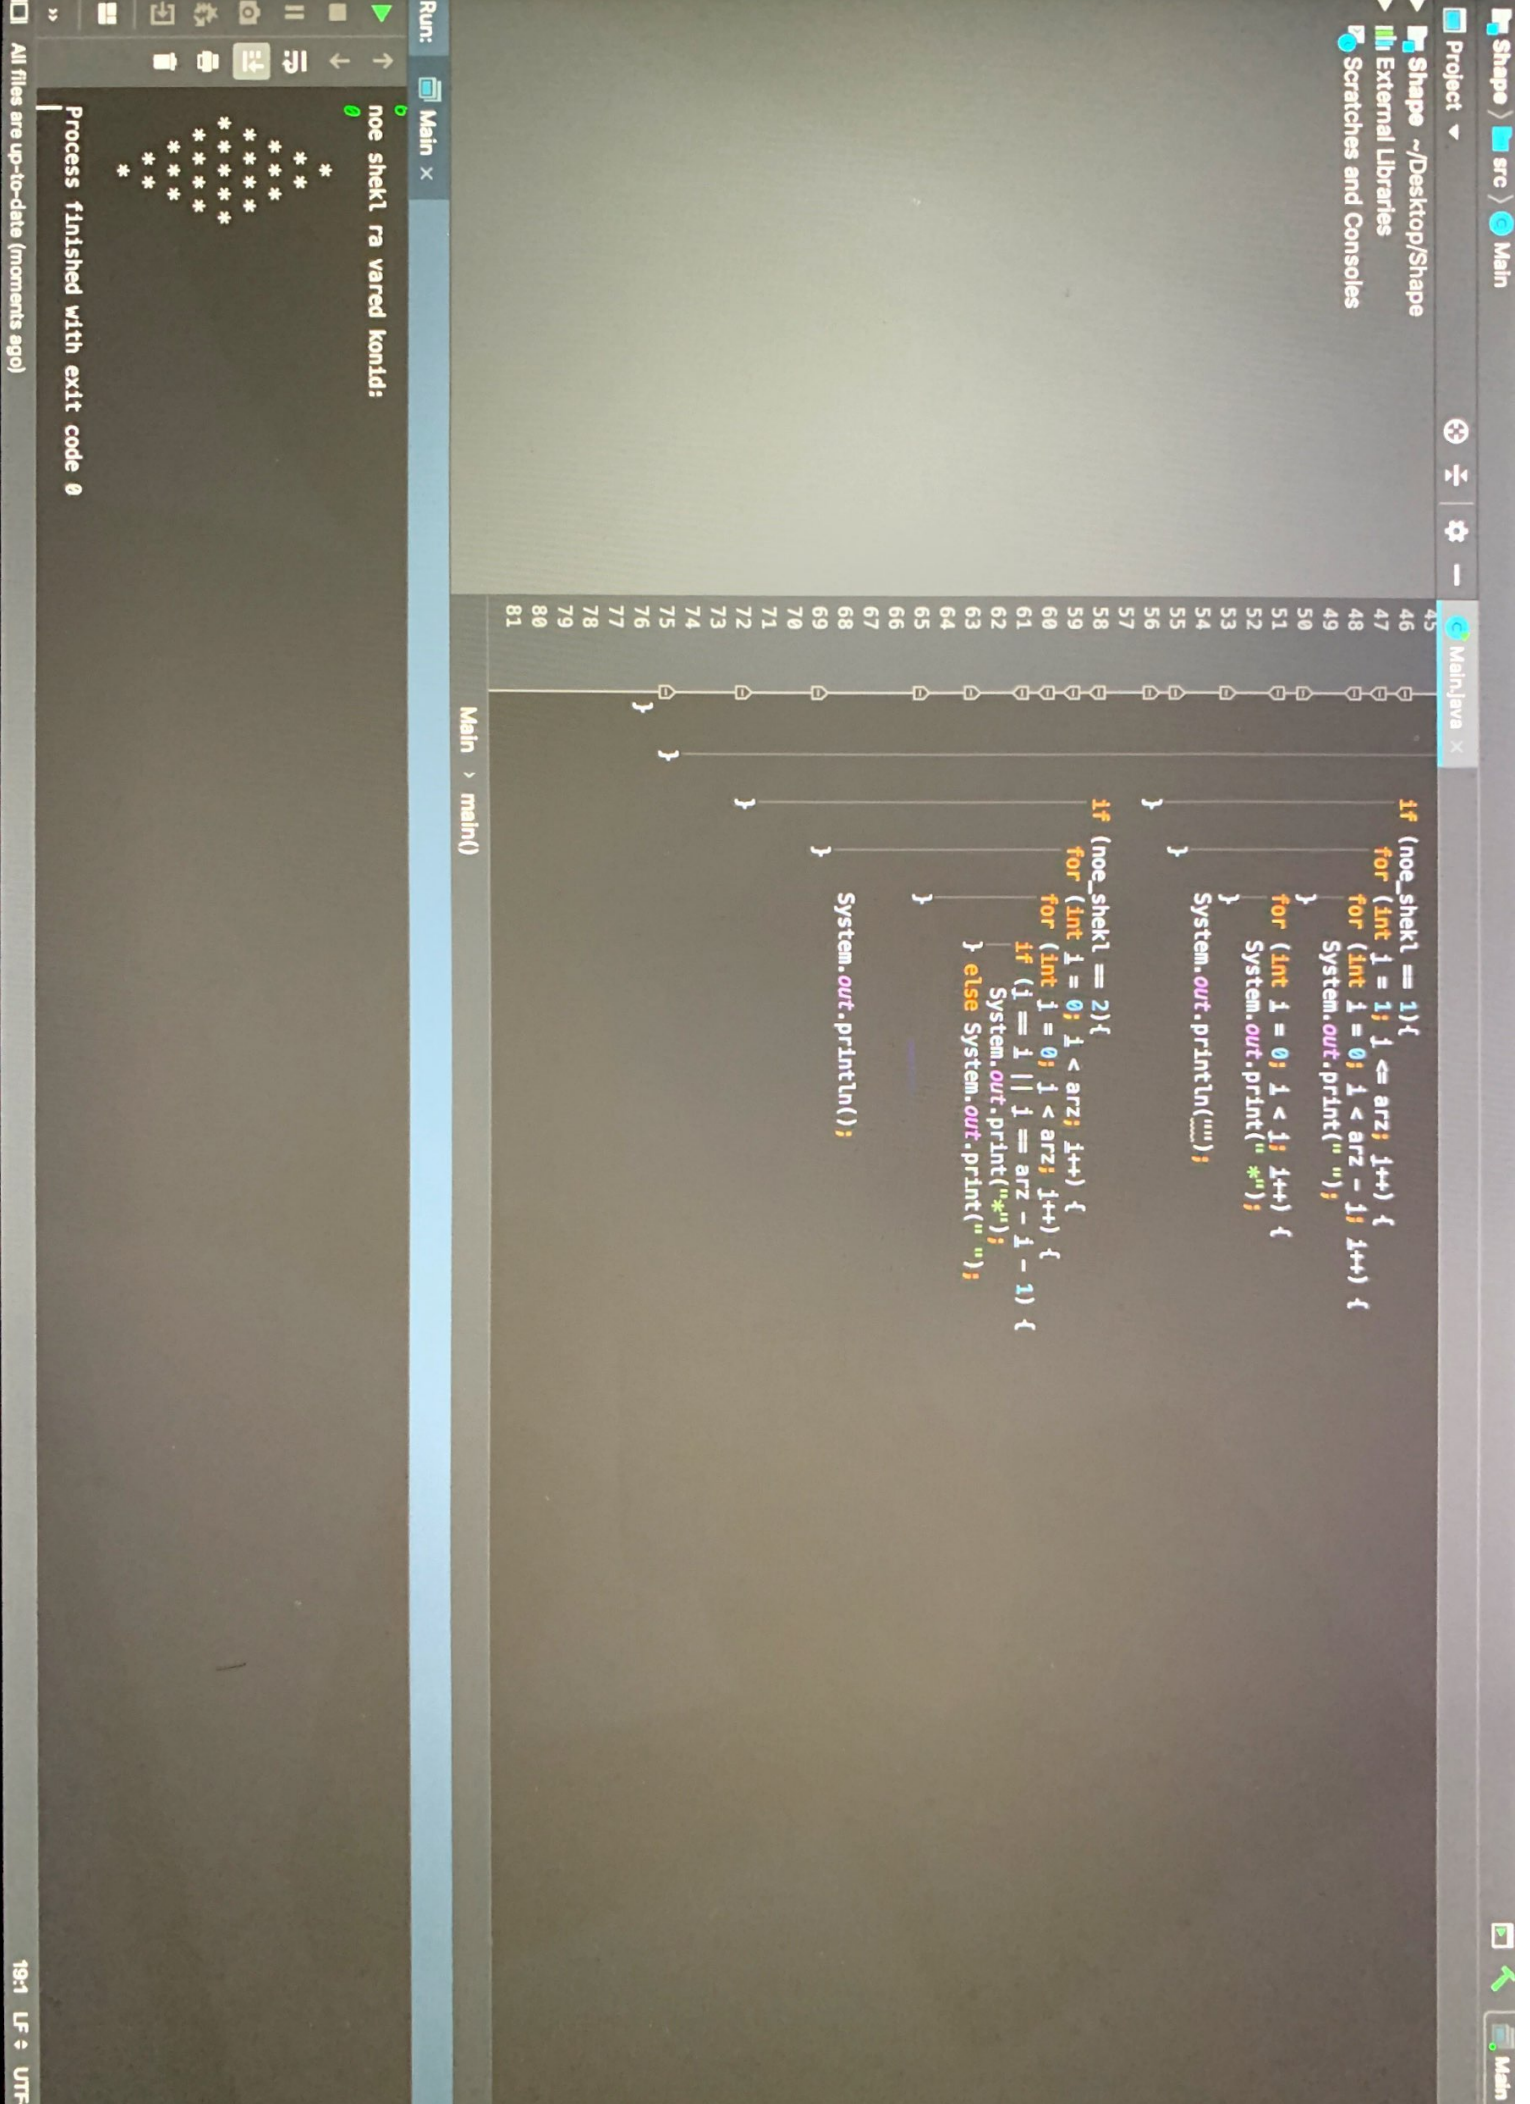 Shape 〉 src 〉 Main
Main
Project
Main.java ×
Shape ~/Desktop/Shape
External Libraries
Scratches and Consoles
45
46 if (noe_shekl == 1){
47 for (int j = 1; j <= arz; j++) {
48 for (int i = 0; i < arz - j; i++) {
49 System.out.print(" ");
50 }
51 for (int i = 0; i < j; i++) {
52 System.out.print(" *");
53 }
54 System.out.println("");
55 }
56 }
57
58 if (noe_shekl == 2){
59 for (int i = 0; i < arz; i++) {
60 for (int j = 0; j < arz; j++) {
61 if (j == i || j == arz - i - 1) {
62 System.out.print("*");
63 } else System.out.print(" ");
64
65 }
66
67
68 System.out.println();
69 }
70
71
72 }
73
74
75 }
76 }
77
78
79
80
81
Main › main()
Run: Main ×
6
noe shekl ra vared konid:
0
*
* *
* * *
* * * *
* * * * *
* * * *
* * *
* *
*
Process finished with exit code 0
»
All files are up-to-date (moments ago)
19:1 LF UTF